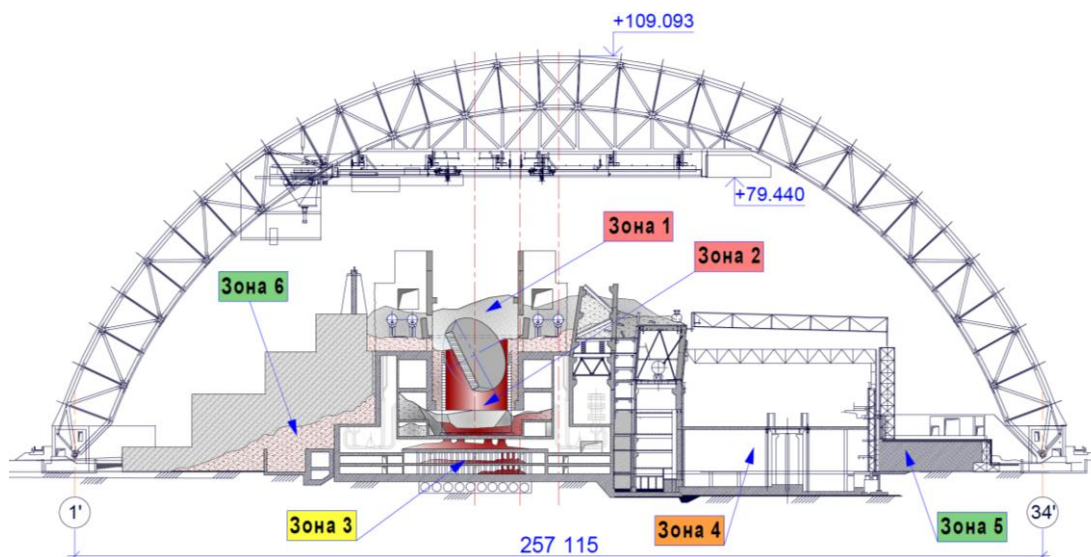 +109.093
+79.440
Зона 1
Зона 2
Зона 6
Зона 3
Зона 4
Зона 5
1'
34'
257 115